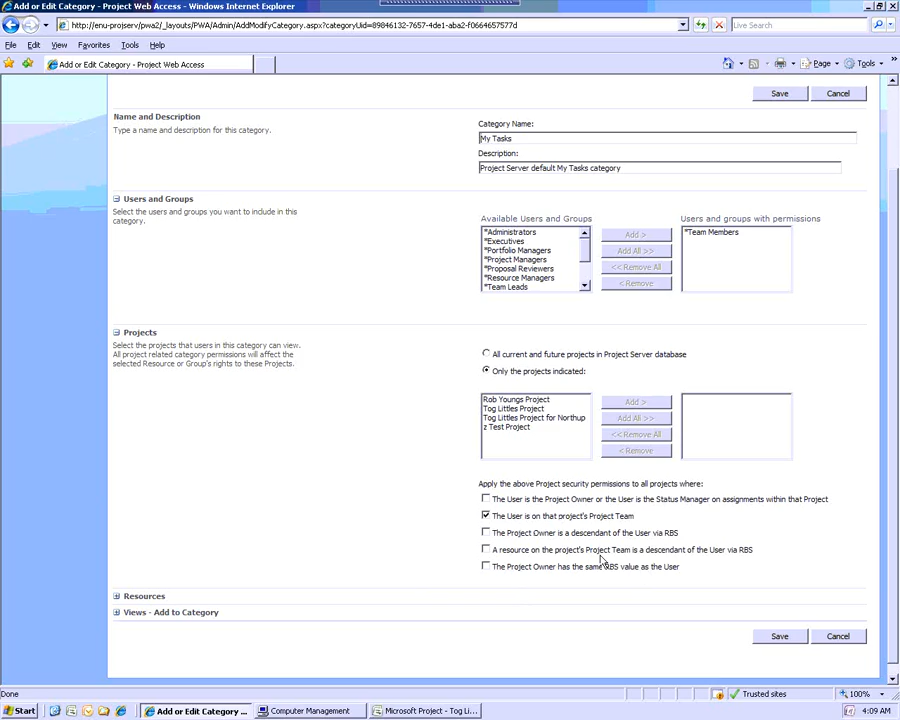 Add or Edit Category - Project Web Access - Windows Internet Explorer
http://enu-projserv/pwa2/_layouts/PWA/Admin/AddModifyCategory.aspx?categoryUid=89846132-7657-4de1-aba2-f0664657577d
Live Search
File Edit View Favorites Tools Help
Add or Edit Category - Project Web Access
Page Tools
Save Cancel
Name and Description
Type a name and description for this category.
Category Name:
My Tasks
Description:
Project Server default My Tasks category
Users and Groups
Select the users and groups you want to include in this
category.
Available Users and Groups
*Administrators
*Executives
*Portfolio Managers
*Project Managers
*Proposal Reviewers
*Resource Managers
*Team Leads
Add >
Add All >>
<< Remove All
< Remove
Users and groups with permissions
*Team Members
Projects
Select the projects that users in this category can view.
All project related category permissions will affect the
selected Resource or Group's rights to these Projects.
All current and future projects in Project Server database
Only the projects indicated:
Rob Youngs Project
Tog Littles Project
Tog Littles Project for Northup
z Test Project
Add >
Add All >>
<< Remove All
< Remove
Apply the above Project security permissions to all projects where:
The User is the Project Owner or the User is the Status Manager on assignments within that Project
The User is on that project's Project Team
The Project Owner is a descendant of the User via RBS
A resource on the project's Project Team is a descendant of the User via RBS
The Project Owner has the same RBS value as the User
Resources
Views - Add to Category
Save Cancel
Done
Trusted sites
100%
Start
Add or Edit Category ...
Computer Management
Microsoft Project - Tog Li...
4:09 AM